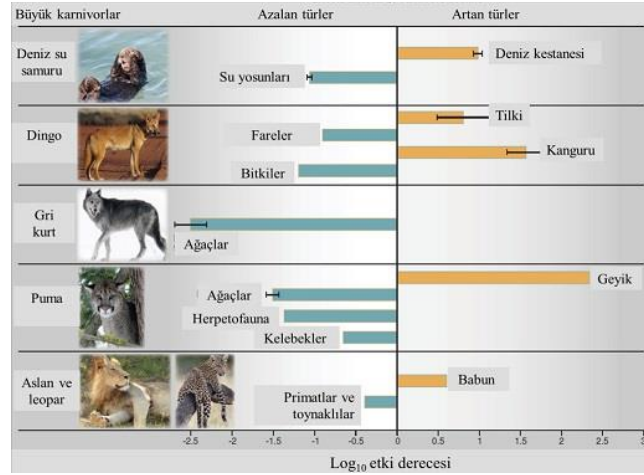 Büyük karnivorlar
Azalan türler
Artan türler
Deniz su
samuru
Deniz kestanesi
Su yosunları
Dingo
Tilki
Fareler
Kanguru
Bitkiler
Gri
kurt
Ağaçlar
Puma
Geyik
Ağaçlar
Herpetofauna
Kelebekler
Aslan ve
leopar
Babun
Primatlar ve
toynaklılar
-2.5 -2 -1.5 -1 -0.5 0 0.5 1 1.5 2 2.5 3
Log10 etki derecesi